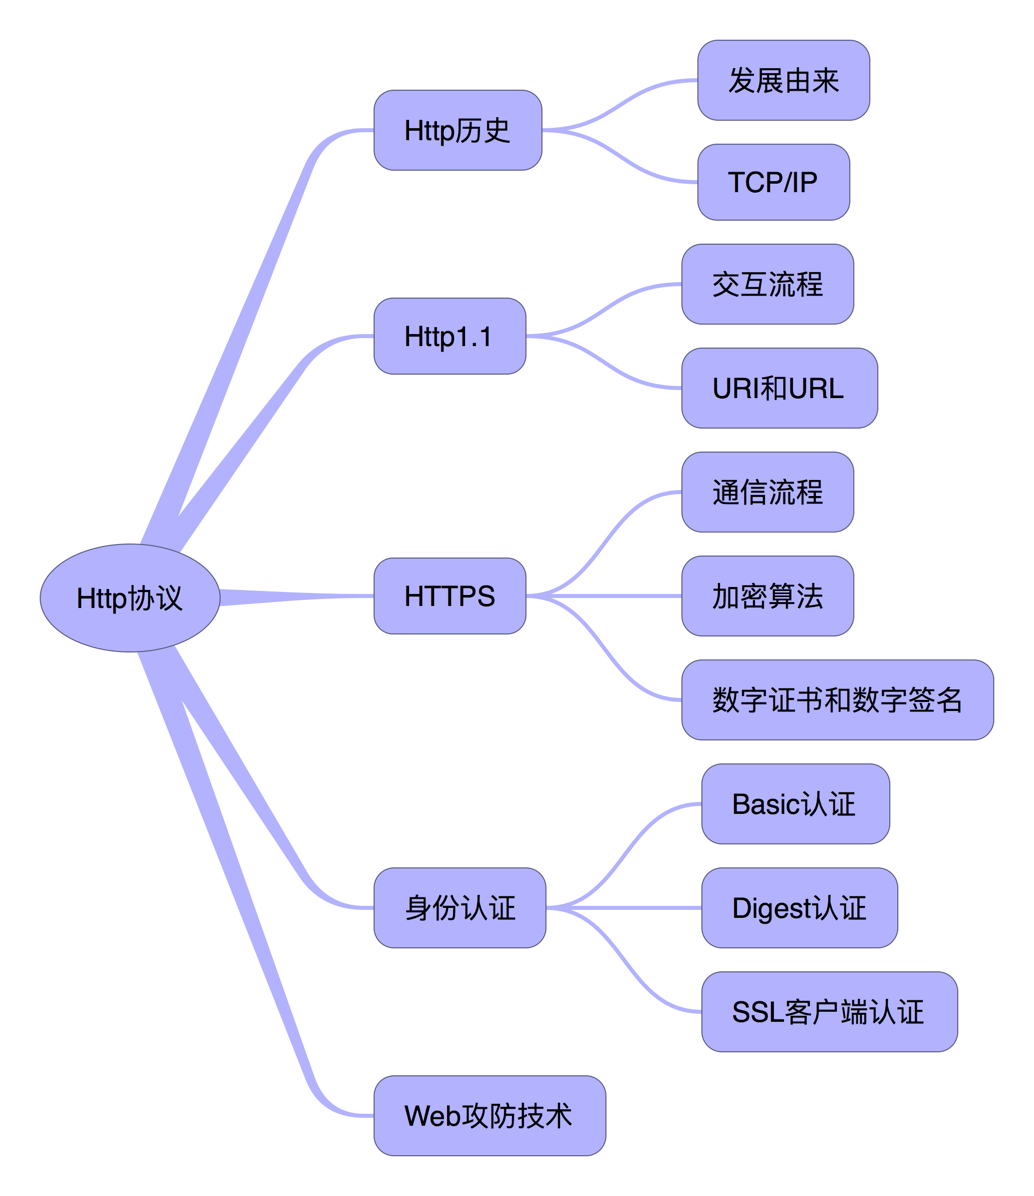 Http协议
Http历史
发展由来
TCP/IP
Http1.1
交互流程
URI和URL
HTTPS
通信流程
加密算法
数字证书和数字签名
身份认证
Basic认证
Digest认证
SSL客户端认证
Web攻防技术